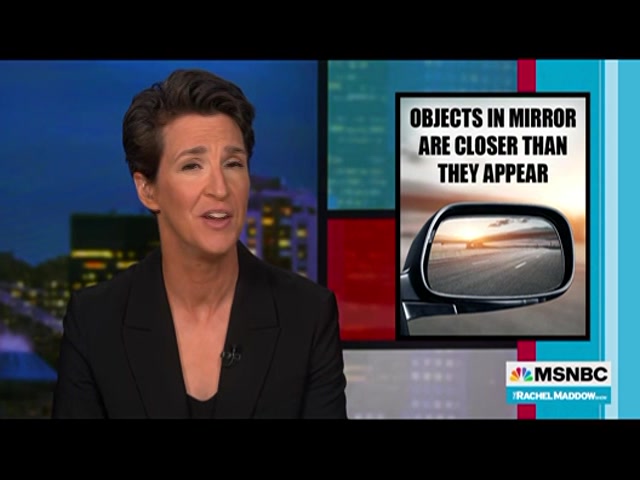 OBJECTS IN MIRROR
ARE CLOSER THAN
THEY APPEAR
MSNBC
THE RACHEL MADDOW SHOW